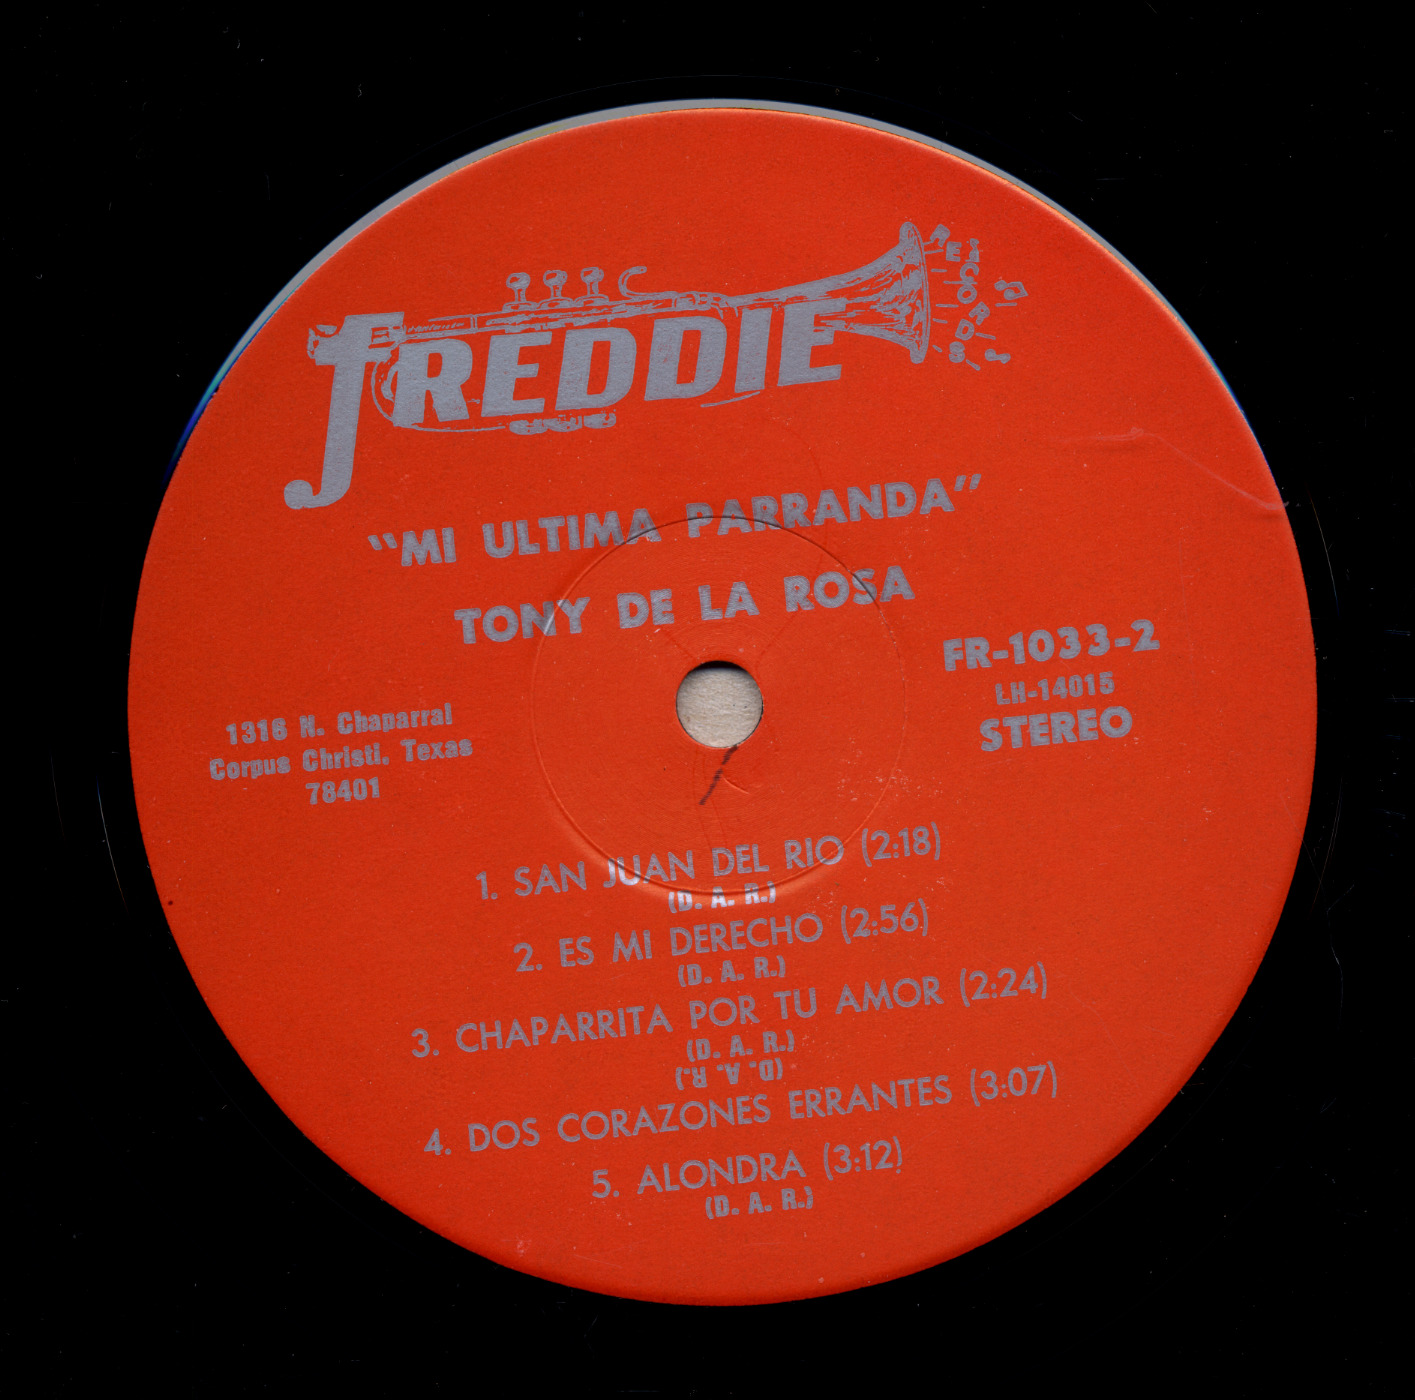 FREDDIE
RECORDS
"MI ULTIMA PARRANDA"
TONY DE LA ROSA
FR-1033-2
LH-14015
STEREO
1316 N. Chaparral
Corpus Christi, Texas
78401
1. SAN JUAN DEL RIO (2:18)
(D. A. R.)
2. ES MI DERECHO (2:56)
(D. A. R.)
3. CHAPARRITA POR TU AMOR (2:24)
(D. A. R.)
(D. A. R.)
4. DOS CORAZONES ERRANTES (3:07)
5. ALONDRA (3:12)
(D. A. R.)